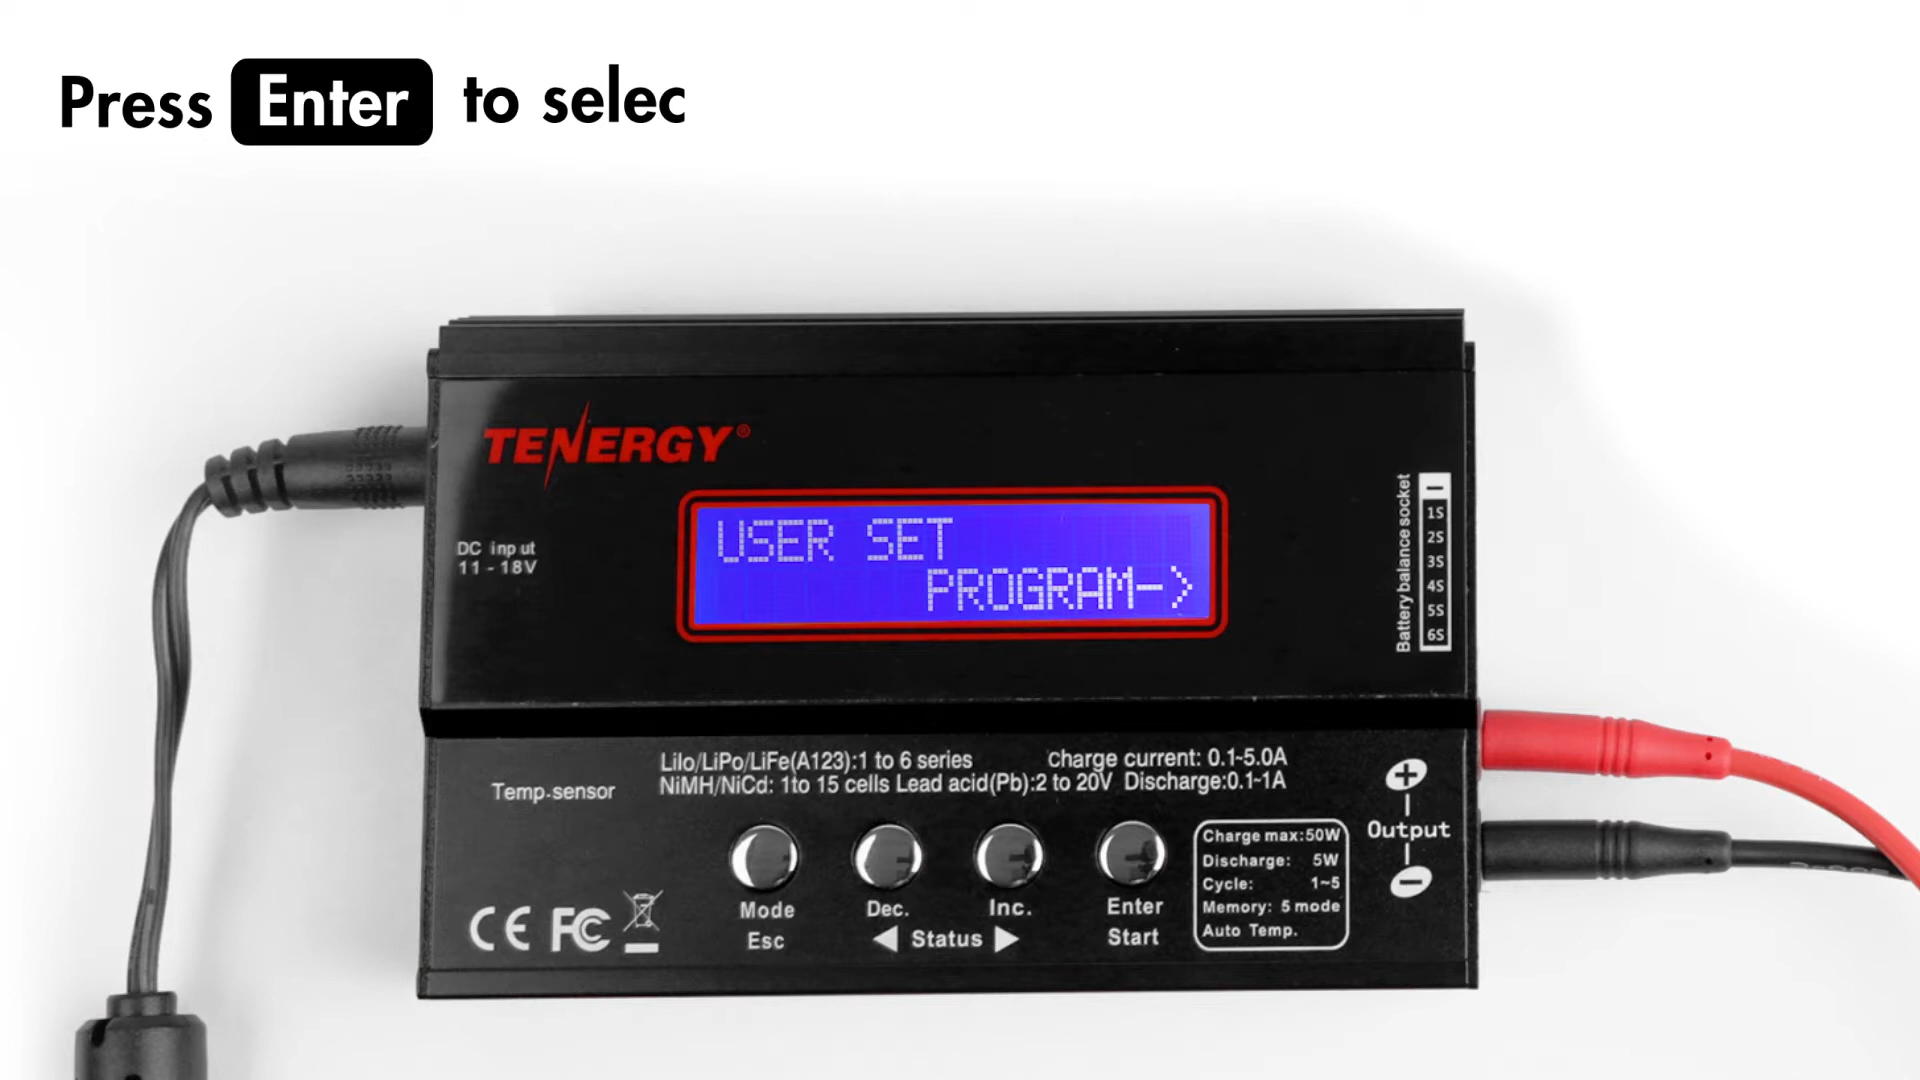 Press Enter to selec
TENERGY®
USER SET
PROGRAM->
DC input
11 - 18V
Battery balance socket
1S
2S
3S
4S
5S
6S
LiIo/LiPo/LiFe(A123):1 to 6 series charge current: 0.1~5.0A
NiMH/NiCd: 1to 15 cells Lead acid(Pb):2 to 20V Discharge:0.1~1A
Temp.sensor
Charge max:50W
Discharge: 5W
Cycle: 1~5
Memory: 5 mode
Auto Temp.
+
Output
−
Mode
Esc
Dec.
Inc.
◀ Status ▶
Enter
Start
CE FC